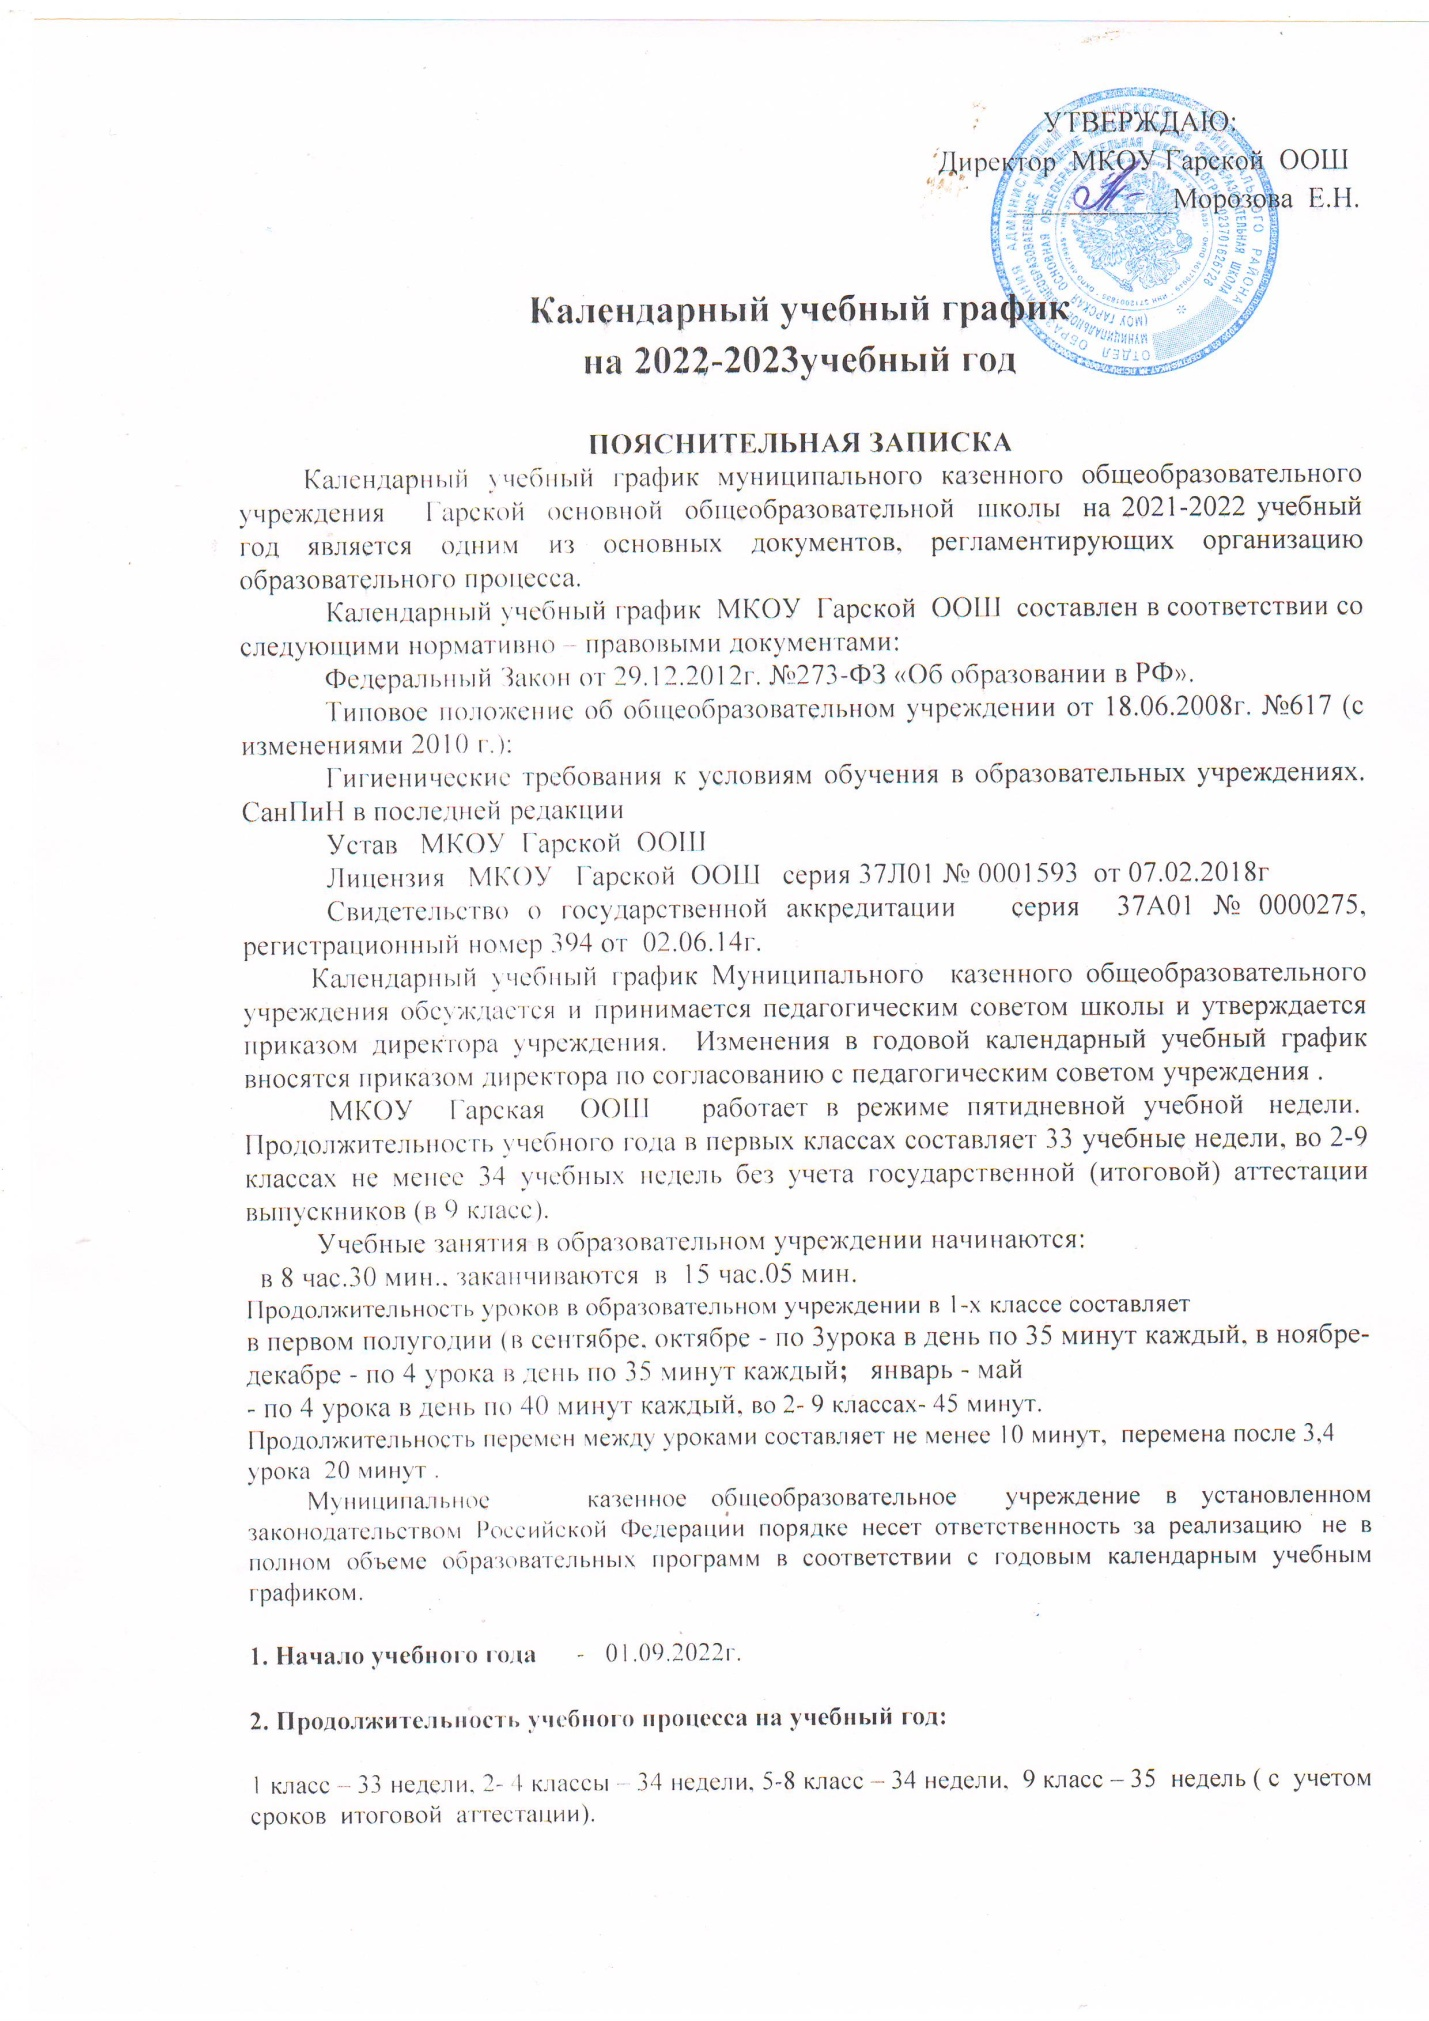 УТВЕРЖДАЮ:
Директор МКОУ Гарской ООШ
Морозова Е.Н.
Календарный учебный график
на 2022-2023учебный год
ПОЯСНИТЕЛЬНАЯ ЗАПИСКА
Календарный учебный график муниципального казенного общеобразовательного
учреждения Гарской основной общеобразовательной школы на 2021-2022 учебный
год является одним из основных документов, регламентирующих организацию
образовательного процесса.
Календарный учебный график МКОУ Гарской ООШ составлен в соответствии со
следующими нормативно – правовыми документами:
Федеральный Закон от 29.12.2012г. №273-ФЗ «Об образовании в РФ».
Типовое положение об общеобразовательном учреждении от 18.06.2008г. №617 (с
изменениями 2010 г.):
Гигиенические требования к условиям обучения в образовательных учреждениях.
СанПиН в последней редакции
Устав МКОУ Гарской ООШ
Лицензия МКОУ Гарской ООШ серия 37Л01 № 0001593 от 07.02.2018г
Свидетельство о государственной аккредитации серия 37А01 № 0000275,
регистрационный номер 394 от 02.06.14г.
Календарный учебный график Муниципального казенного общеобразовательного
учреждения обсуждается и принимается педагогическим советом школы и утверждается
приказом директора учреждения. Изменения в годовой календарный учебный график
вносятся приказом директора по согласованию с педагогическим советом учреждения .
МКОУ Гарская ООШ работает в режиме пятидневной учебной недели.
Продолжительность учебного года в первых классах составляет 33 учебные недели, во 2-9
классах не менее 34 учебных недель без учета государственной (итоговой) аттестации
выпускников (в 9 класс).
Учебные занятия в образовательном учреждении начинаются:
в 8 час.30 мин.. заканчиваются в 15 час.05 мин.
Продолжительность уроков в образовательном учреждении в 1-х классе составляет
в первом полугодии (в сентябре, октябре - по 3урока в день по 35 минут каждый, в ноябре-
декабре - по 4 урока в день по 35 минут каждый; январь - май
- по 4 урока в день по 40 минут каждый, во 2- 9 классах- 45 минут.
Продолжительность перемен между уроками составляет не менее 10 минут, перемена после 3,4
урока 20 минут .
Муниципальное казенное общеобразовательное учреждение в установленном
законодательством Российской Федерации порядке несет ответственность за реализацию не в
полном объеме образовательных программ в соответствии с годовым календарным учебным
графиком.
1. Начало учебного года - 01.09.2022г.
2. Продолжительность учебного процесса на учебный год:
1 класс – 33 недели, 2- 4 классы – 34 недели, 5-8 класс – 34 недели, 9 класс – 35 недель ( с учетом
сроков итоговой аттестации).